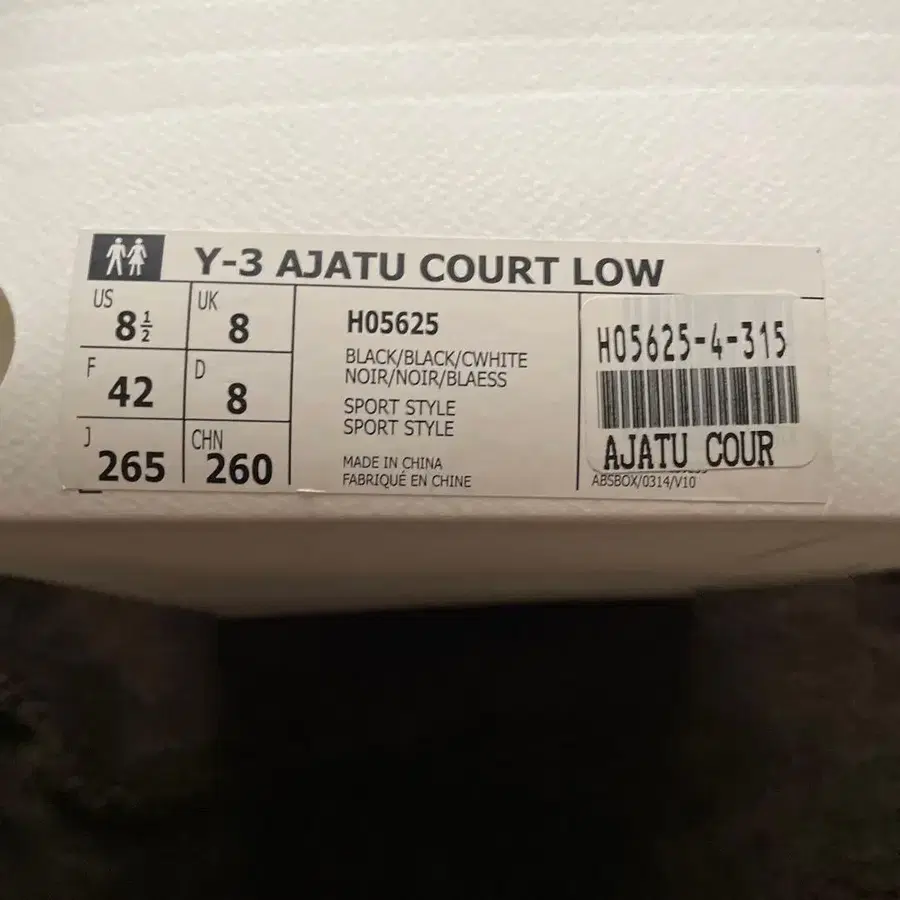 Y-3 AJATU COURT LOW
US 8½
UK 8
F 42
D 8
J 265
CHN 260
H05625
BLACK/BLACK/CWHITE
NOIR/NOIR/BLAESS
SPORT STYLE
SPORT STYLE
MADE IN CHINA
FABRIQUÉ EN CHINE
H05625-4-315
AJATU COUR
ABSBOX/0314/V10